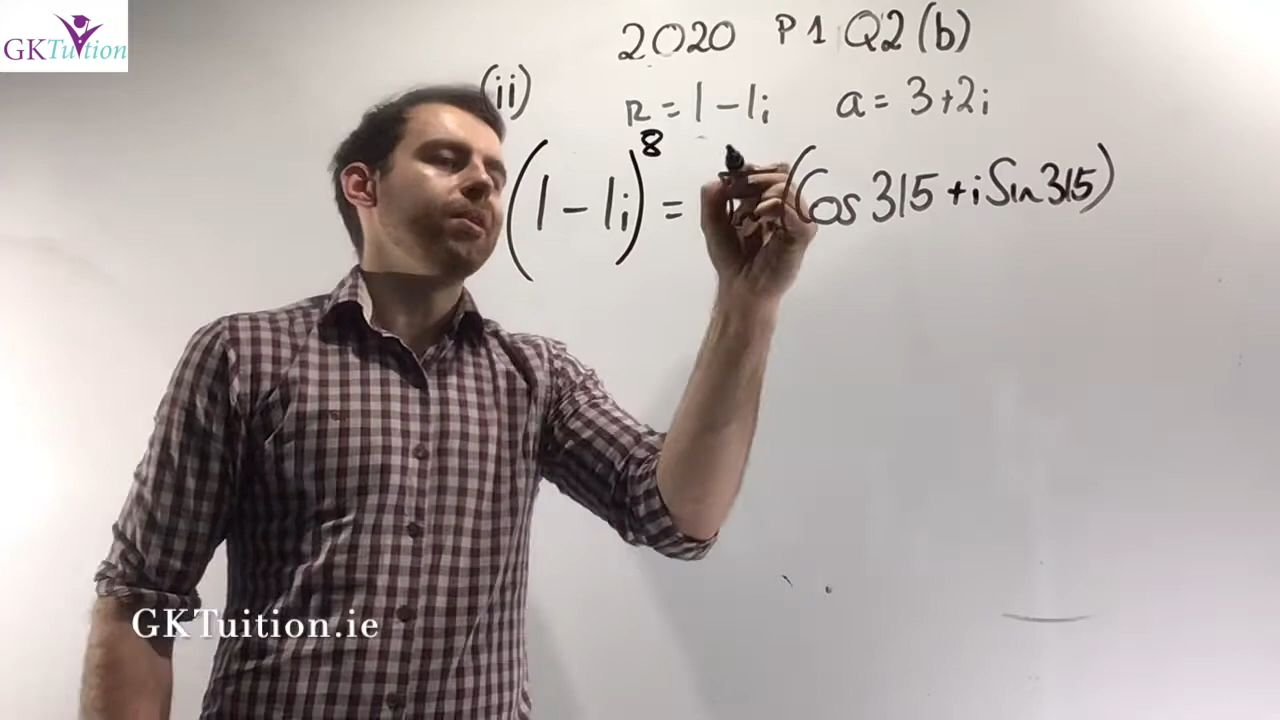 GKTuition
2020 P1 Q2 (b)
(ii) r = 1 - 1i a = 3 + 2i
(1 - 1i)⁸ = (Cos 315 + i Sin 315)
GKTuition.ie